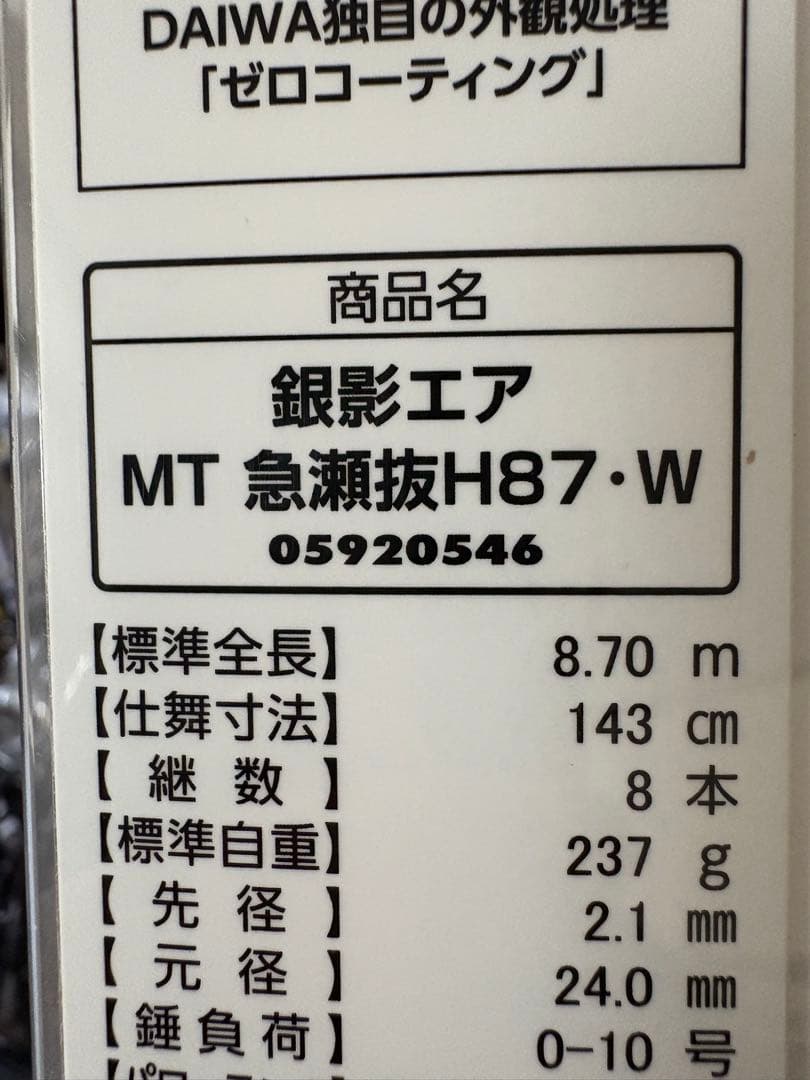 DAIWA独自の外観処理
「ゼロコーティング」
商品名
銀影エア
MT 急瀬抜H87・W
05920546
【標準全長】 8.70 m
【仕舞寸法】 143 cm
【継数】 8 本
【標準自重】 237 g
【先径】 2.1 mm
【元径】 24.0 mm
【錘負荷】 0-10 号